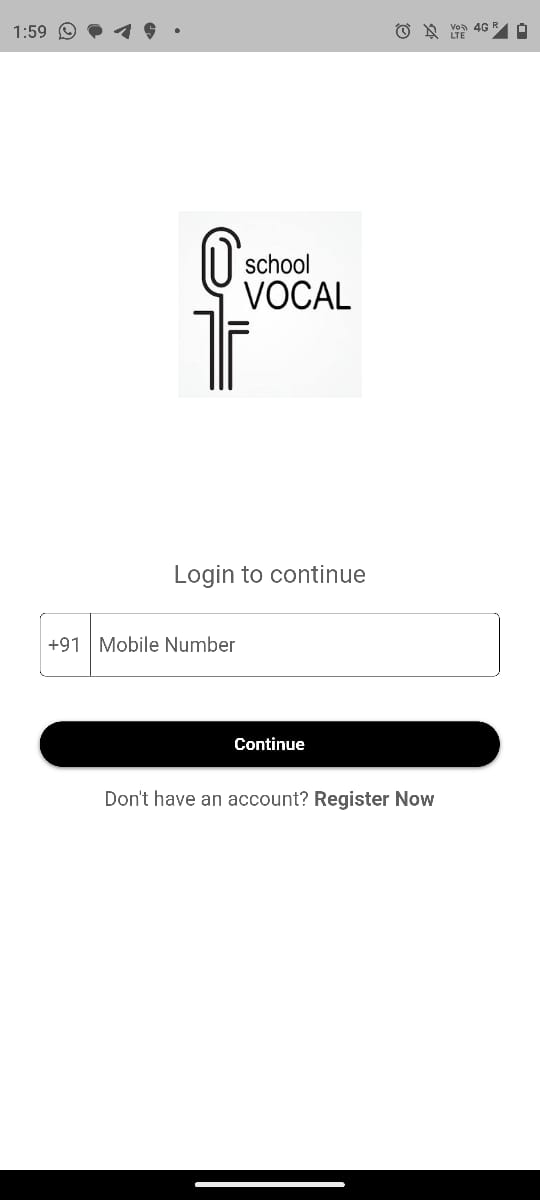 1:59 Vo LTE 4G R
school
VOCAL
Login to continue
+91 Mobile Number
Continue
Don't have an account? Register Now